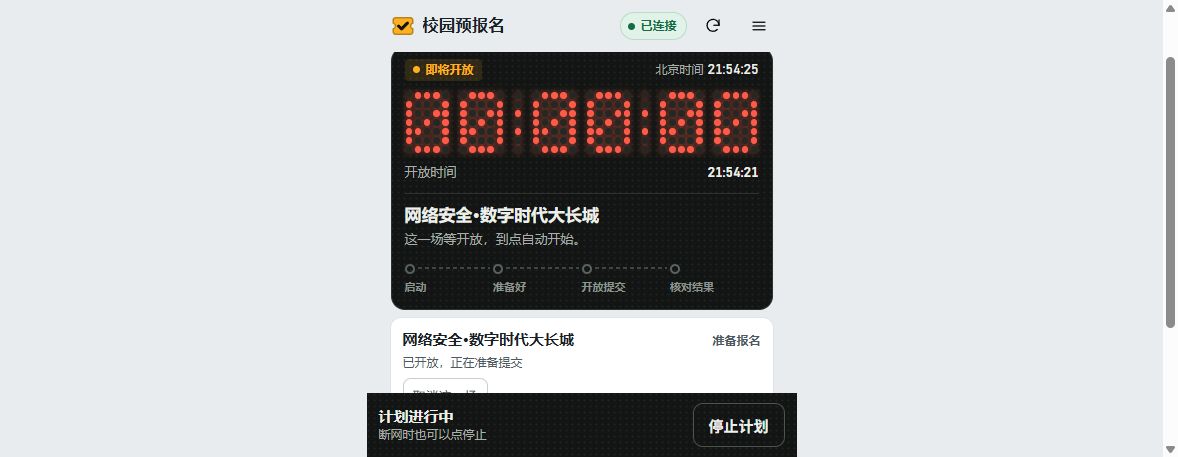 校园预报名
已连接
即将开放
北京时间 21:54:25
00:00:00
开放时间
21:54:21
网络安全·数字时代大长城
这一场等开放，到点自动开始。
启动
准备好
开放提交
核对结果
网络安全·数字时代大长城
准备报名
已开放，正在准备提交
计划进行中
断网时也可以点停止
停止计划